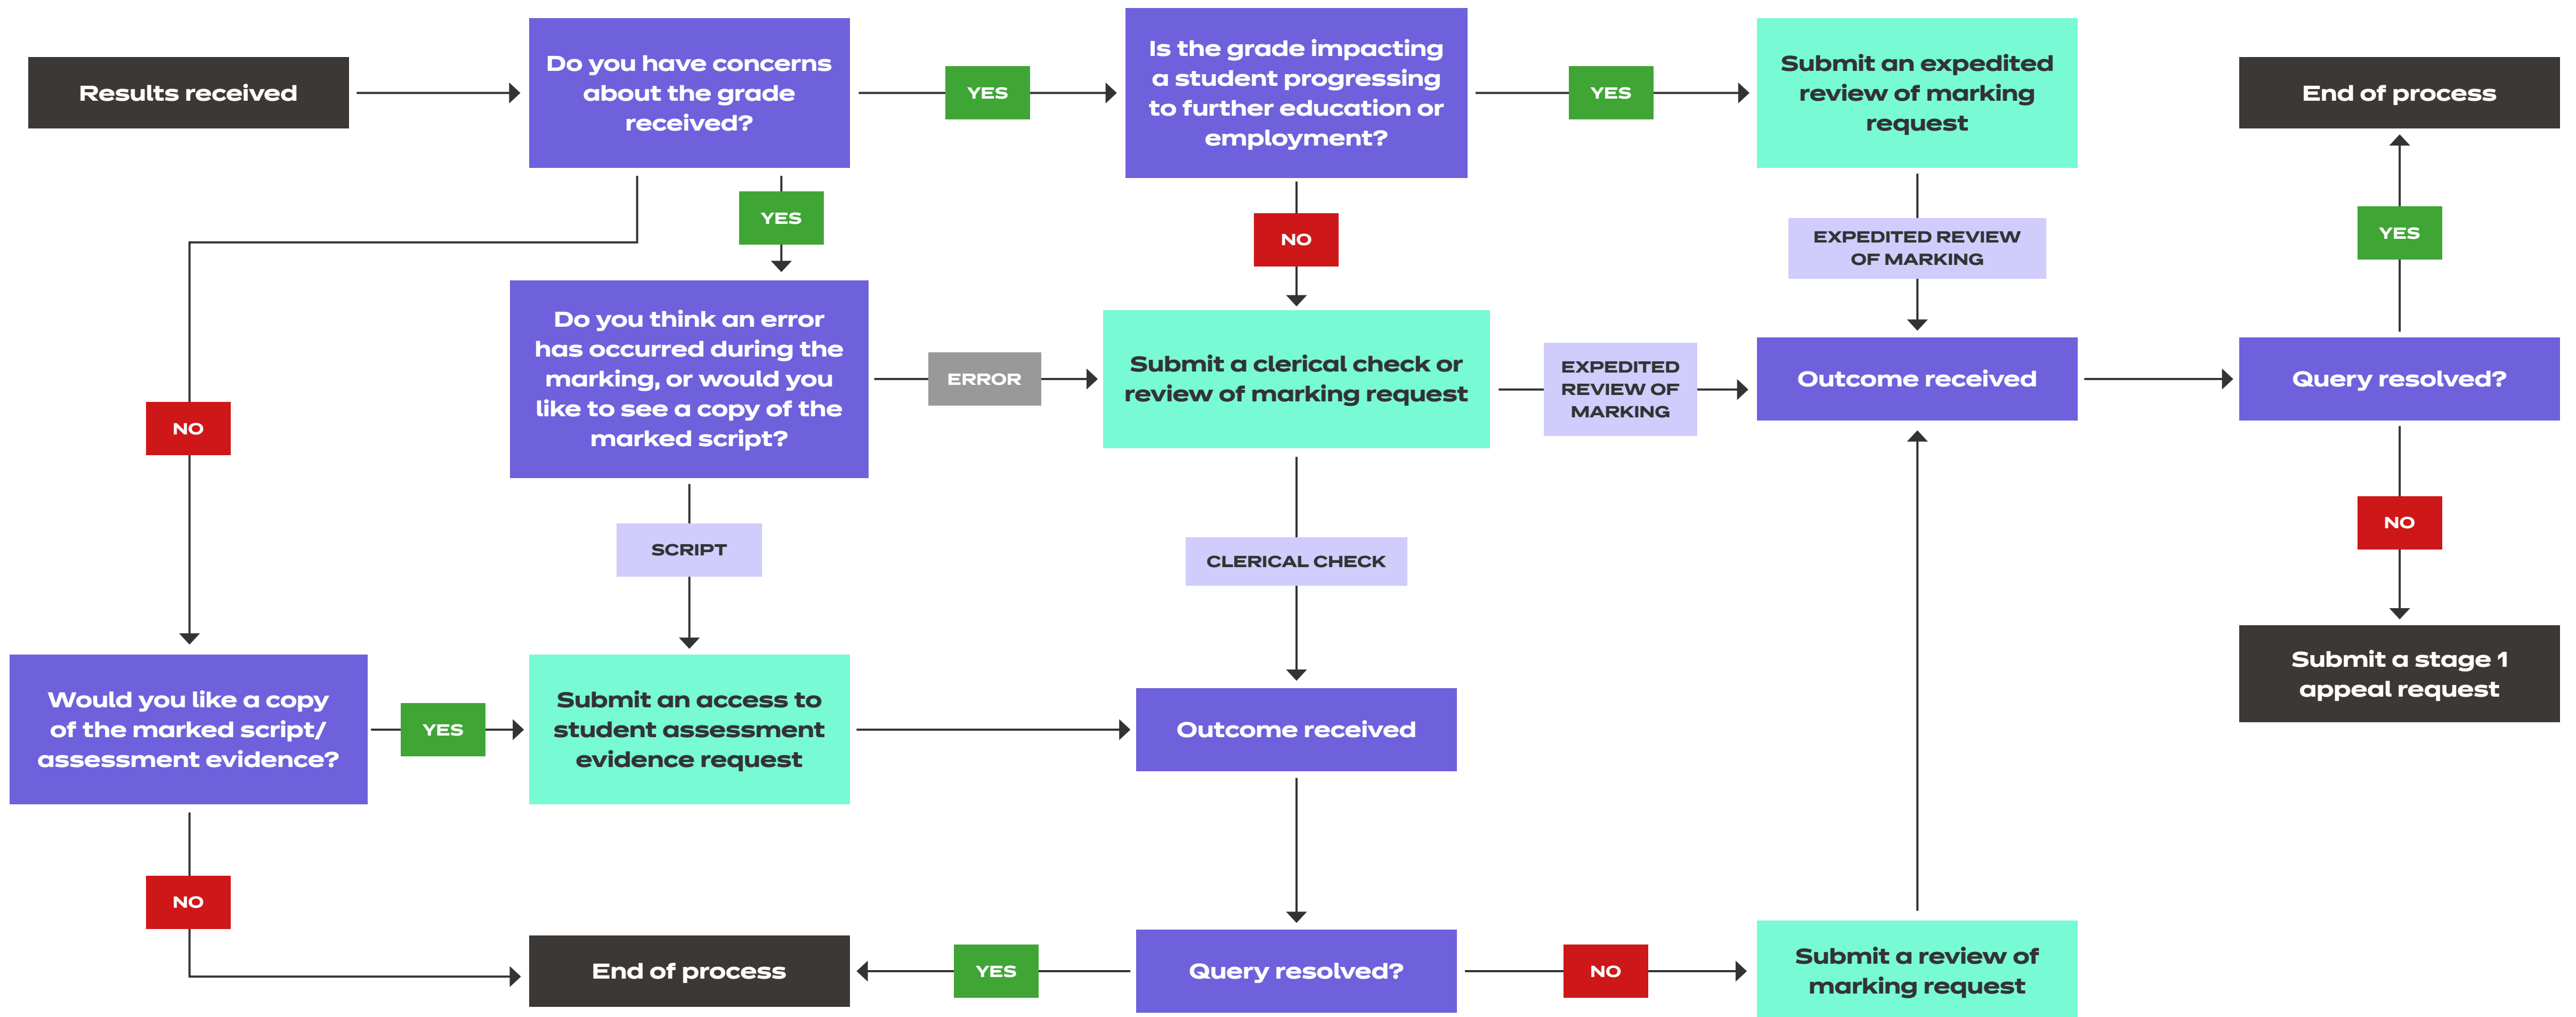 Results received
Do you have concerns
about the grade
received?
YES
Is the grade impacting
a student progressing
to further education or
employment?
YES
Submit an expedited
review of marking
request
End of process
YES
NO
EXPEDITED REVIEW
OF MARKING
YES
Do you think an error
has occurred during the
marking, or would you
like to see a copy of the
marked script?
ERROR
Submit a clerical check or
review of marking request
EXPEDITED
REVIEW OF
MARKING
Outcome received
Query resolved?
NO
SCRIPT
CLERICAL CHECK
NO
Would you like a copy
of the marked script/
assessment evidence?
YES
Submit an access to
student assessment
evidence request
Outcome received
Submit a stage 1
appeal request
NO
End of process
YES
Query resolved?
NO
Submit a review of
marking request